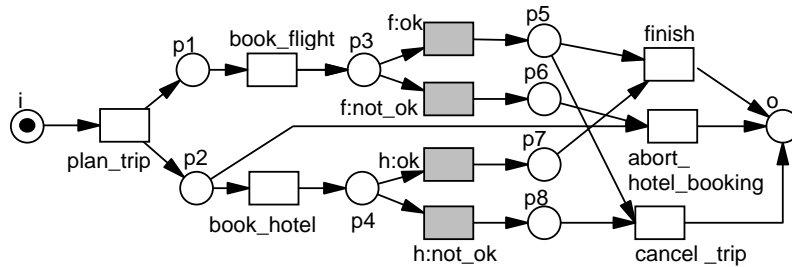 f:ok
p5
finish
book_flight
p1
p3
p6
i
f:not_ok
o
plan_trip
p2
p7
h:ok
abort_
hotel_booking
p8
book_hotel
p4
h:not_ok
cancel _trip